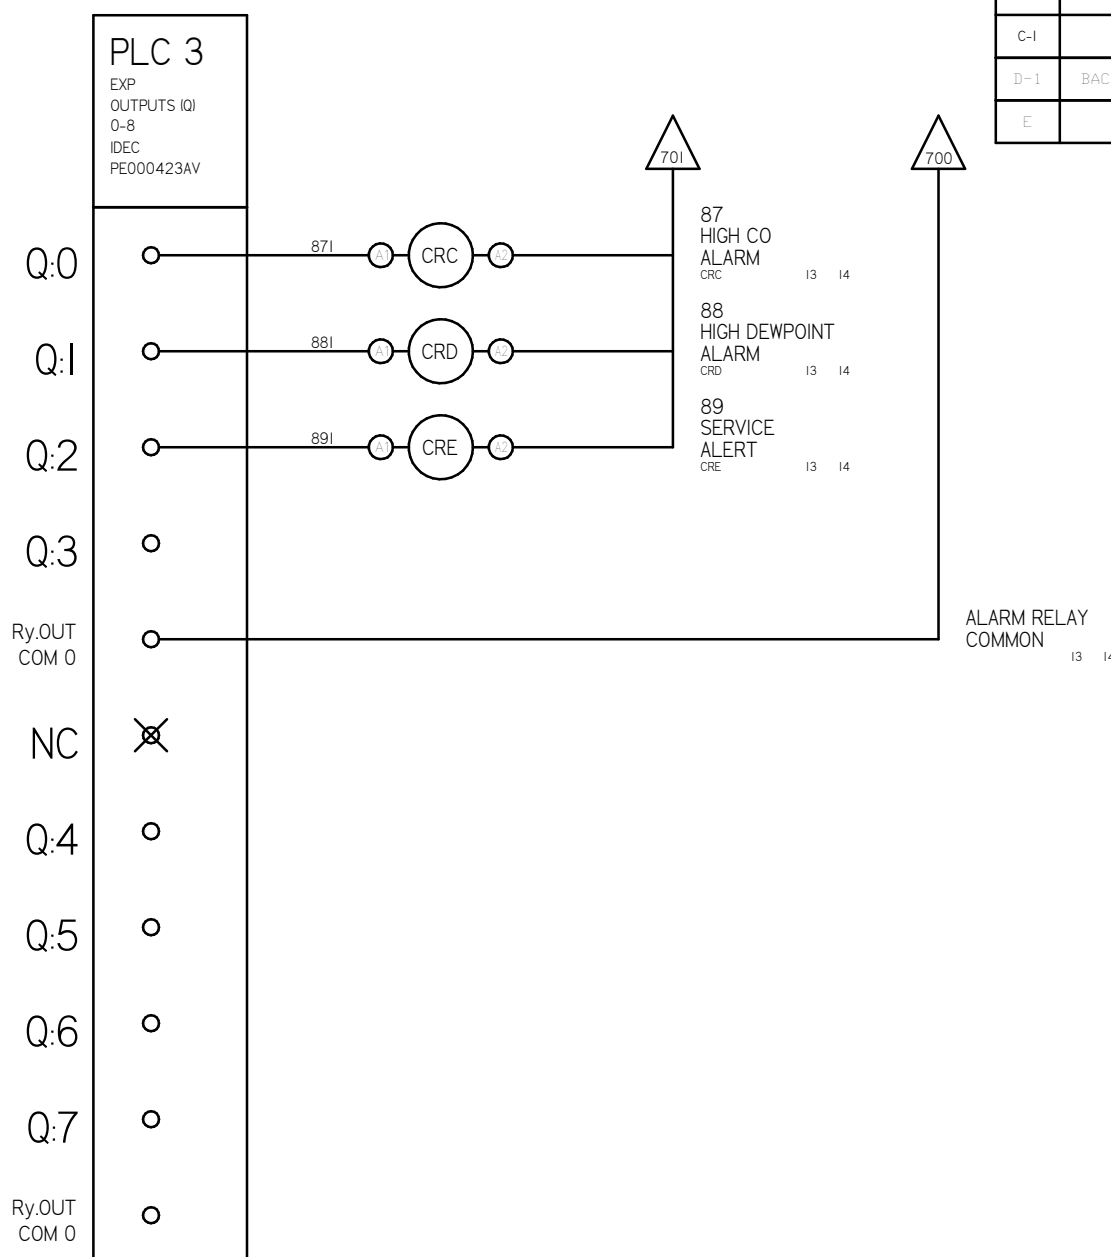 C-1
D-1 BAC
E
PLC 3
EXP
OUTPUTS (Q)
0-8
IDEC
PE000423AV
701
700
Q:0
871
A1
CRC
A2
87
HIGH CO
ALARM
CRC 13 14
Q:1
881
A1
CRD
A2
88
HIGH DEWPOINT
ALARM
CRD 13 14
Q:2
891
A1
CRE
A2
89
SERVICE
ALERT
CRE 13 14
Q:3
Ry.OUT
COM 0
ALARM RELAY
COMMON
13 14
NC
Q:4
Q:5
Q:6
Q:7
Ry.OUT
COM 0